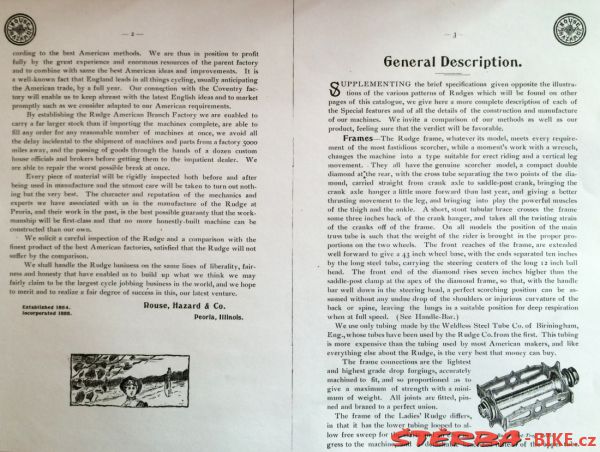 — 2 —
cording to the best American methods. We are thus in position to profit
fully by the great experience and enormous resources of the parent factory
and to combine with same the best American ideas and improvements. It is
a well-known fact that England leads in all things cycling, usually anticipating
the American trade, by a full year. Our connection with the Coventry fac-
tory will enable us to keep abreast with the latest English ideas and to market
promptly such as we consider adapted to our American requirements.
By establishing the Rudge American Branch Factory we are enabled to
carry a far larger stock than if importing the machines complete, are able to
fill any order for any reasonable number of machines at once, we avoid all
the delay incidental to the shipment of machines and parts from a factory 5000
miles away, and the passing of goods through the hands of a dozen custom
house officials and brokers before getting them to the impatient dealer. We
are able to repair the worst possible break at once.
Every piece of material will be rigidly inspected both before and after
being used in manufacture and the utmost care will be taken to turn out noth-
ing but the very best. The character and reputation of the mechanics and
experts we have associated with us in the manufacture of the Rudge at
Peoria, and their work in the past, is the best possible guaranty that the work-
manship will be first-class and that no more honestly-built machine can be
constructed than our own.
We solicit a careful inspection of the Rudge and a comparison with the
finest product of the best American factories, satisfied that the Rudge will not
suffer by the comparison.
We shall handle the Rudge business on the same lines of liberality, fair-
ness and honesty that have enabled us to build up what we think we may
fairly claim to be the largest cycle jobbing business in the world, and we hope
to merit and to realize a fair degree of success in this, our latest venture.
Established 1864.
Incorporated 1888.
Rouse, Hazard & Co.
Peoria, Illinois.
— 3 —
General Description.
SUPPLEMENTING the brief specifications given opposite the illustra-
tions of the various patterns of Rudges which will be found on other
pages of this catalogue, we give here a more complete description of each of
the Special features and of all the details of the construction and manufacture
of our machines. We invite a comparison of our methods as well as our
product, feeling sure that the verdict will be favorable.
Frames—The Rudge frame, whatever its model, meets every require-
ment of the most fastidious scorcher, while a moment's work with a wrench,
changes the machine into a type suitable for erect riding and a vertical leg
movement. They all have the genuine scorcher model, a compact double
diamond at the rear, with the cross tube separating the two points of the dia-
mond, carried straight from crank axle to saddle-post crank, bringing the
crank axle hanger a little more forward than last year, and giving a better
thrusting movement to the leg, and bringing into play the powerful muscles
of the thigh and the ankle. A short, stout tubular brace crosses the frame
some three inches back of the crank hanger, and takes all the twisting strain
of the cranks off of the frame. On all models the position of the main
truss tube is such that the weight of the rider is brought in the proper pro-
portions on the two wheels. The front reaches of the frame, are extended
well forward to give a 43 inch wheel base, with the ends separated ten inches
by the long steel tube, carrying the steering centers of the long 12 inch ball
head. The front end of the diamond rises seven inches higher than the
saddle-post clamp at the apex of the diamond frame, so that, with the handle
bar well down in the steering head, a perfect scorching position can be as-
sumed without any undue drop of the shoulders or injurious curvature of the
back or spine, leaving the lungs in a suitable position for deep respiration
when at full speed. (See Handle-Bar.)
We use only tubing made by the Weldless Steel Tube Co. of Birmingham,
Eng., whose tubes have been used by the Rudge Co. from the first. This tubing
is more expensive than the tubing used by most American makers, and like
everything else about the Rudge, is the very best that money can buy.
The frame connections are the lightest
and highest grade drop forgings, accurately
machined to fit, and so proportioned as to
give a maximum of strength with a min-
imum of weight. All joints are fitted, pin-
ned and brazed to a perfect union.
The frame of the Ladies' Rudge differs,
in that it has the lower tubing looped to al-
low free sweep for
gress to the machine,
ŠTĚRBA-BIKE.cz